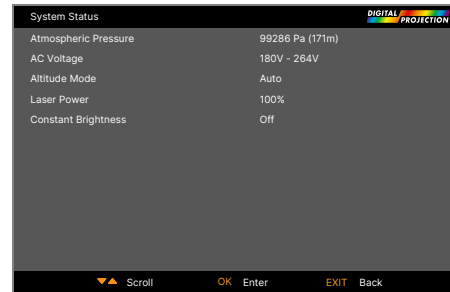 System Status
DIGITAL PROJECTION
Atmospheric Pressure 99286 Pa (171m)
AC Voltage 180V - 264V
Altitude Mode Auto
Laser Power 100%
Constant Brightness Off
▼▲ Scroll OK Enter EXIT Back